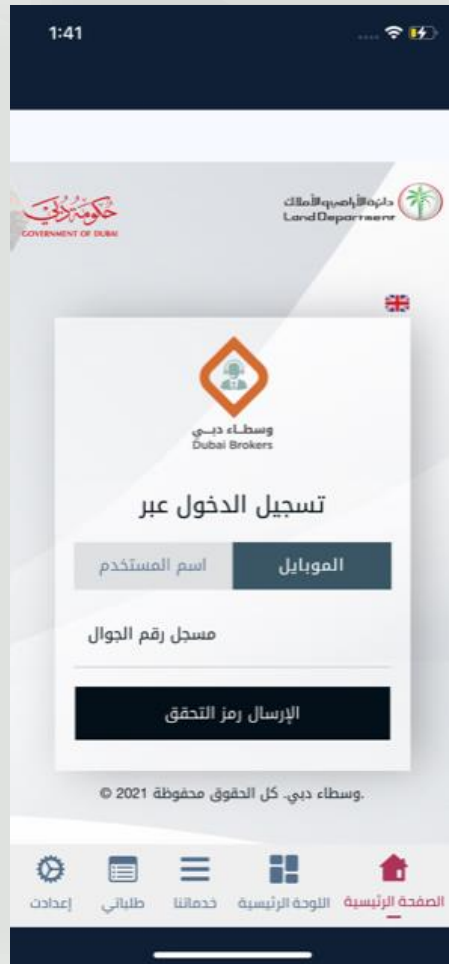 1:41
حكومة دبي
GOVERNMENT OF DUBAI
دائرة الأراضي والأملاك
Land Department
وسطاء دبي
Dubai Brokers
تسجيل الدخول عبر
الموبايل
اسم المستخدم
مسجل رقم الجوال
الإرسال رمز التحقق
.وسطاء دبي. كل الحقوق محفوظة 2021 ©
الصفحة الرئيسية
اللوحة الرئيسية
خدماتنا
طلباتي
إعدادت